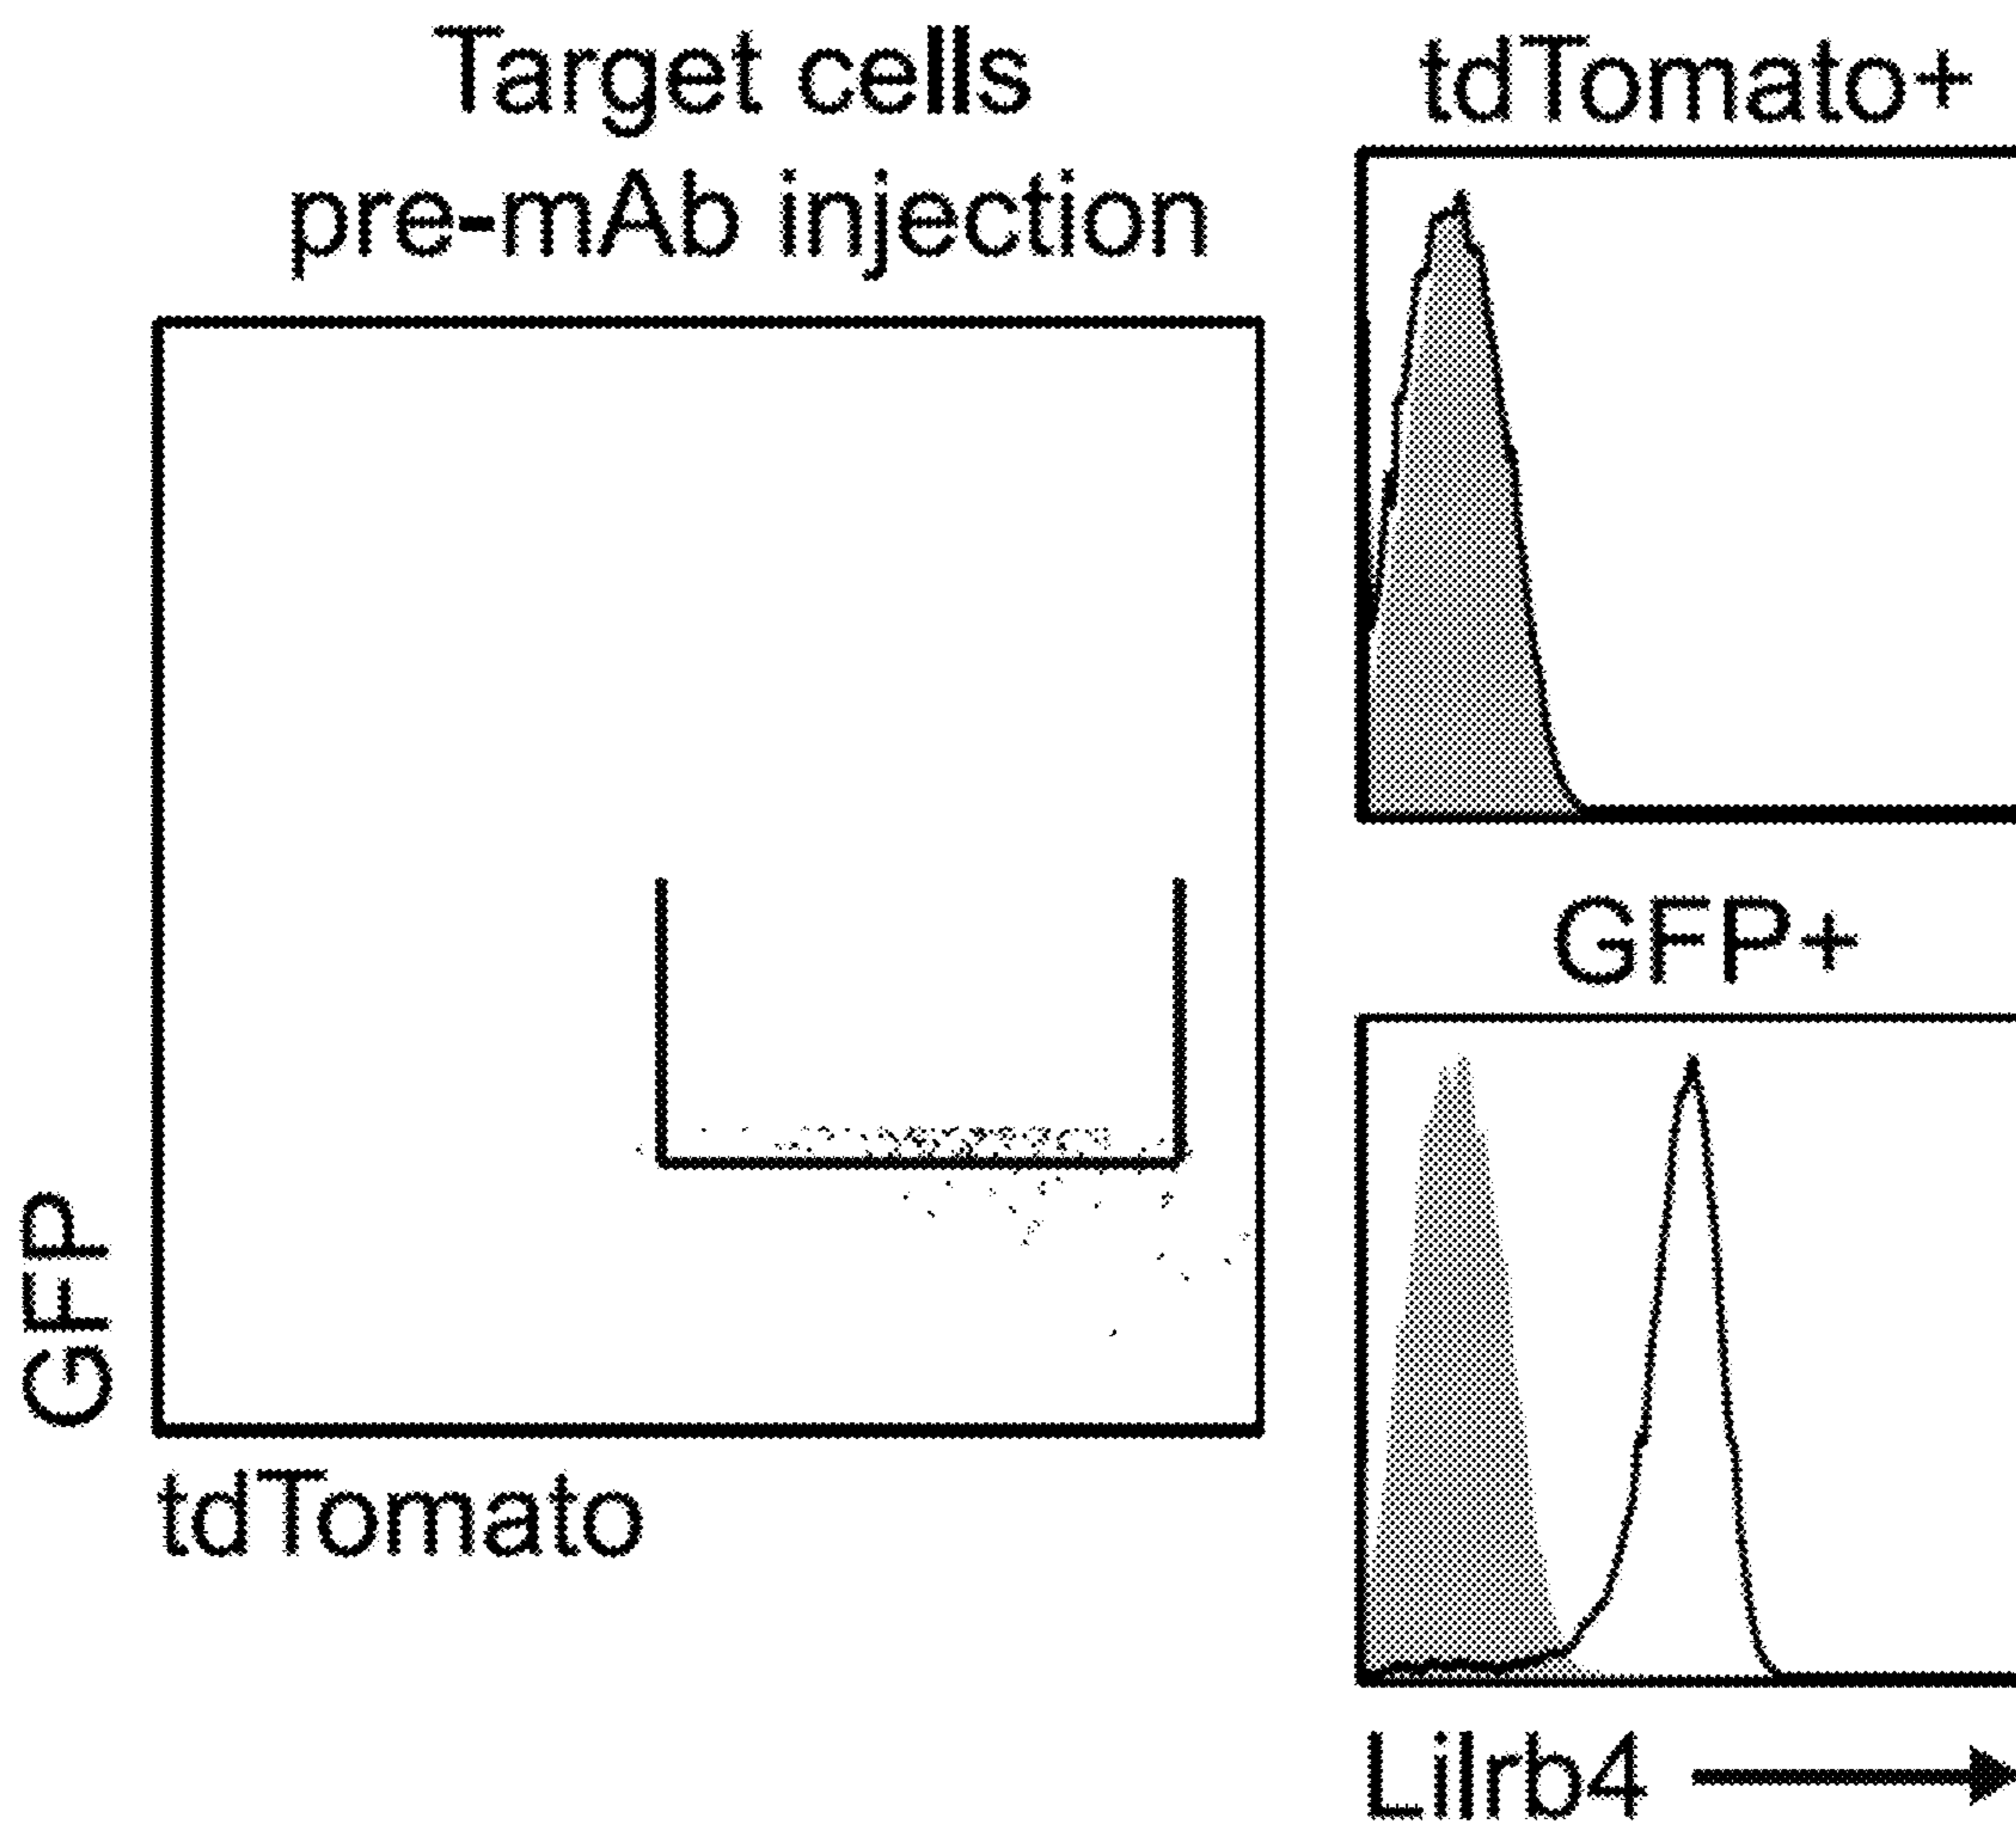 Target cells
pre-mAb injection
GFP
tdTomato
tdTomato+
GFP+
Lilrb4